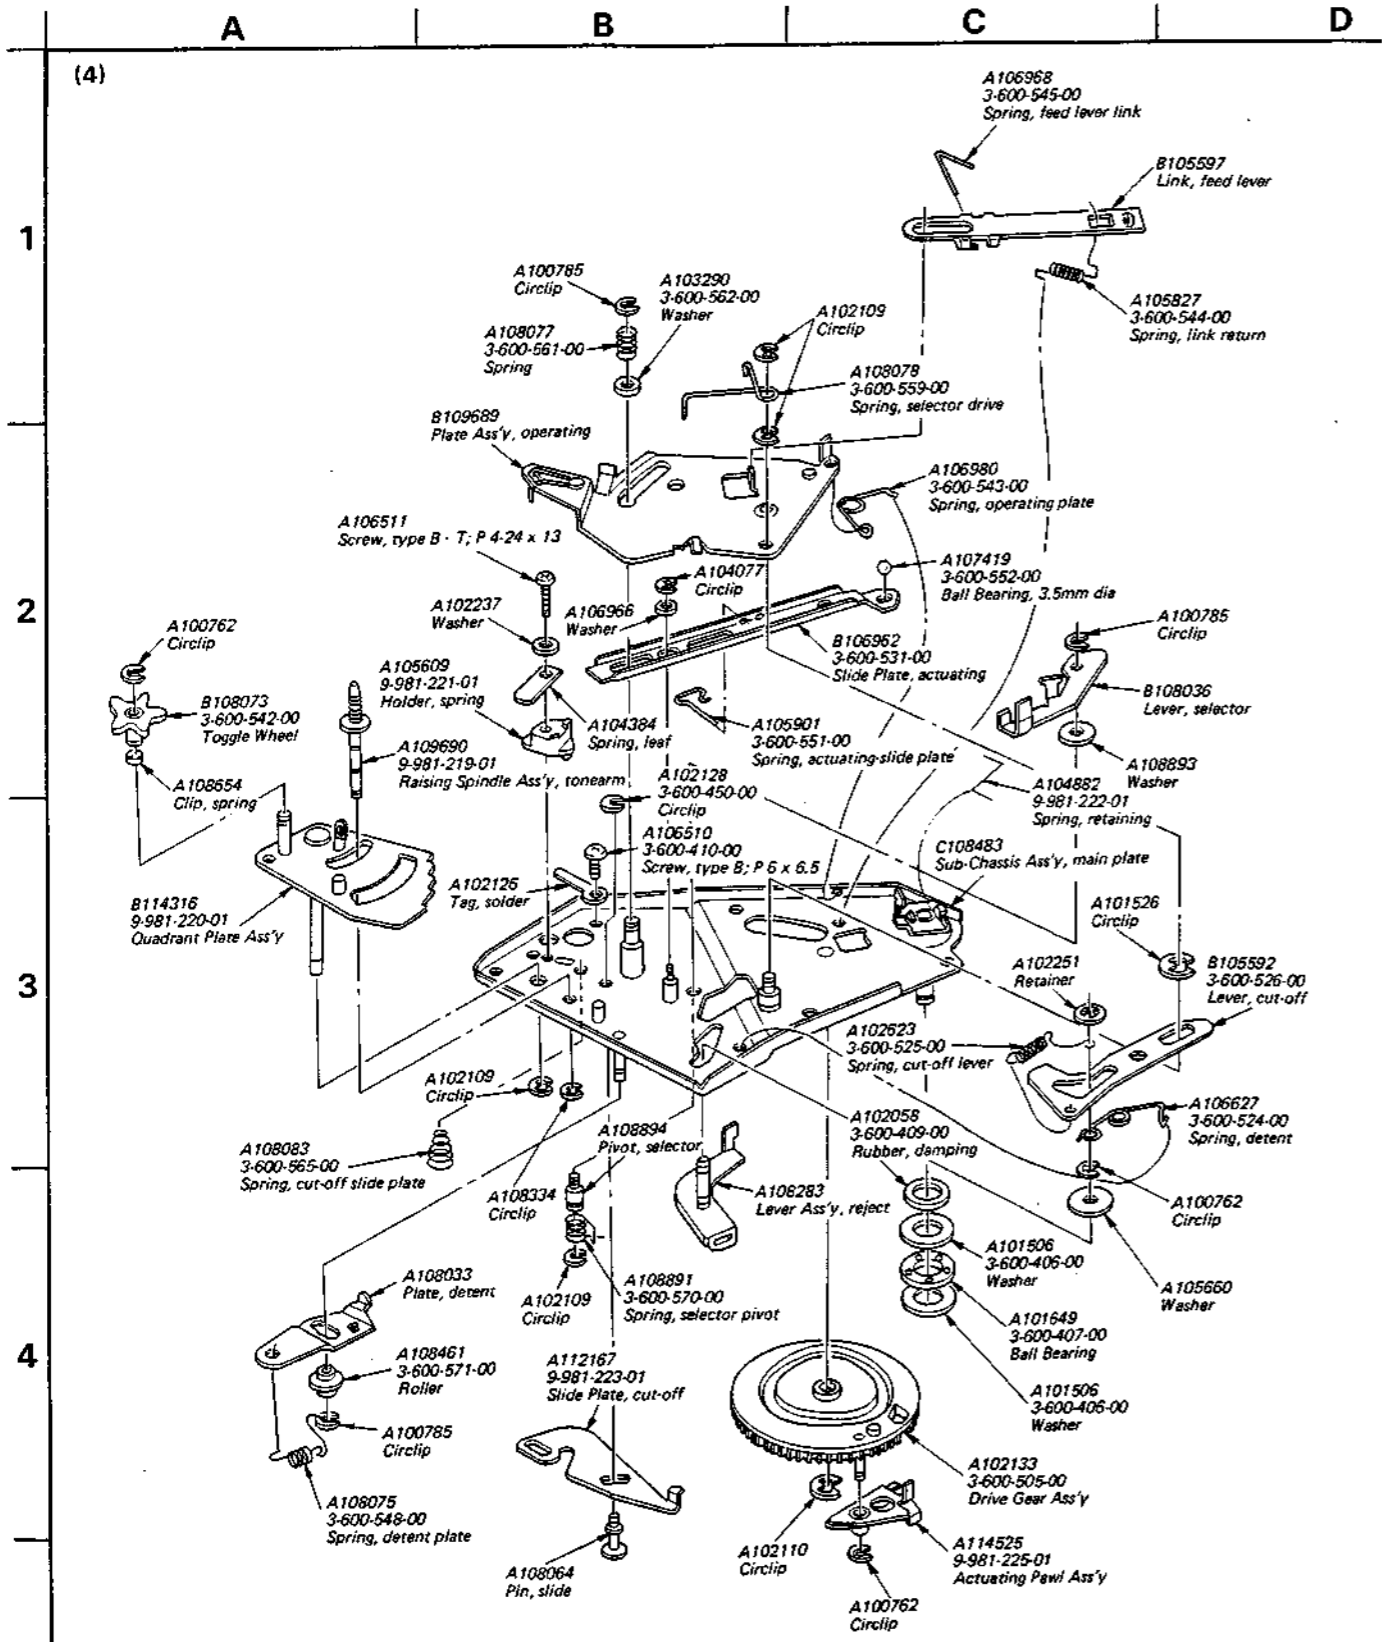 A
B
C
D
(4)
1
2
3
4
A106968
3-600-545-00
Spring, feed lever link
B105597
Link, feed lever
A100785
Circlip
A103290
3-600-562-00
Washer
A108077
3-600-561-00
Spring
A102109
Circlip
A105827
3-600-544-00
Spring, link return
A108078
3-600-559-00
Spring, selector drive
B109689
Plate Ass'y, operating
A106980
3-600-543-00
Spring, operating plate
A106511
Screw, type B - T; P 4-24 x 13
A104077
Circlip
A107419
3-600-552-00
Ball Bearing, 3.5mm dia
A102237
Washer
A106966
Washer
A100762
Circlip
B106962
3-600-531-00
Slide Plate, actuating
A100785
Circlip
A105609
9-981-221-01
Holder, spring
B108073
3-600-542-00
Toggle Wheel
B108036
Lever, selector
A104384
Spring, leaf
A105901
3-600-551-00
Spring, actuating-slide plate
A109690
9-981-219-01
Raising Spindle Ass'y, tonearm
A108654
Clip, spring
A108893
Washer
A102128
3-600-450-00
Circlip
A104882
9-981-222-01
Spring, retaining
A106510
3-600-410-00
Screw, type B; P 6 x 6.5
C108483
Sub-Chassis Ass'y, main plate
A102126
Tag, solder
B114316
9-981-220-01
Quadrant Plate Ass'y
A101526
Circlip
A102251
Retainer
B105592
3-600-526-00
Lever, cut-off
A102623
3-600-525-00
Spring, cut-off lever
A102109
Circlip
A106627
3-600-524-00
Spring, detent
A102058
3-600-409-00
Rubber, damping
A108894
Pivot, selector
A108083
3-600-565-00
Spring, cut-off slide plate
A108334
Circlip
A108283
Lever Ass'y, reject
A100762
Circlip
A101506
3-600-406-00
Washer
A108033
Plate, detent
A108891
3-600-570-00
Spring, selector pivot
A102109
Circlip
A105660
Washer
A101649
3-600-407-00
Ball Bearing
A108461
3-600-571-00
Roller
A112167
9-981-223-01
Slide Plate, cut-off
A101506
3-600-406-00
Washer
A100785
Circlip
A102133
3-600-505-00
Drive Gear Ass'y
A108075
3-600-548-00
Spring, detent plate
A102110
Circlip
A114525
9-981-225-01
Actuating Pawl Ass'y
A108064
Pin, slide
A100762
Circlip